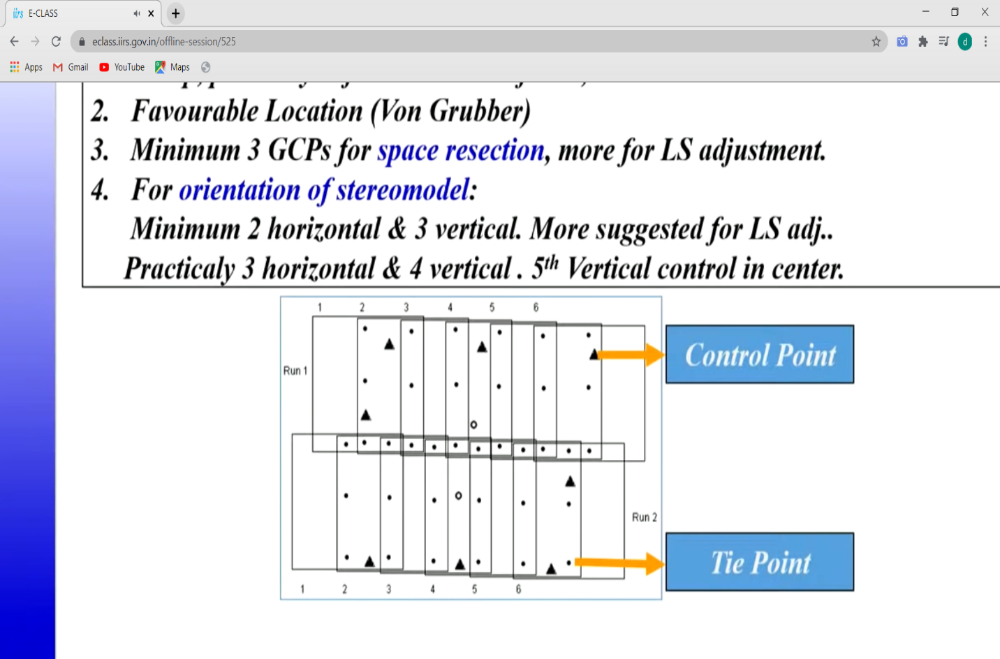 iirs E-CLASS
eclass.iirs.gov.in/offline-session/525
d
Apps Gmail YouTube Maps
2. Favourable Location (Von Grubber)
3. Minimum 3 GCPs for space resection, more for LS adjustment.
4. For orientation of stereomodel:
Minimum 2 horizontal & 3 vertical. More suggested for LS adj..
Practicaly 3 horizontal & 4 vertical . 5th Vertical control in center.
1 2 3 4 5 6
Control Point
Run 1
Run 2
Tie Point
1 2 3 4 5 6